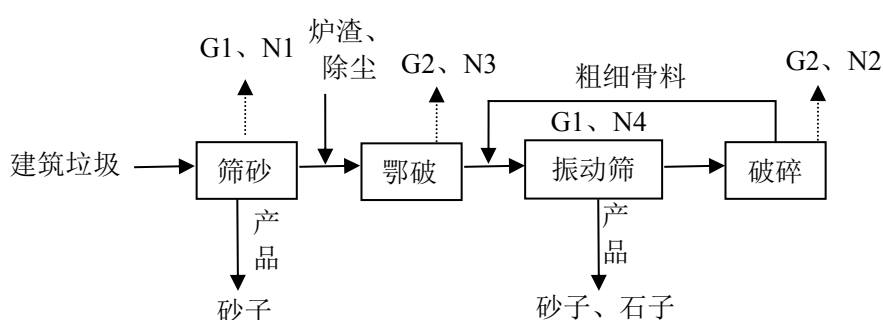 G1、N1
炉渣、
除尘
G2、N3
粗细骨料
G2、N2
G1、N4
建筑垃圾
筛砂
鄂破
振动筛
破碎
产
品
产
品
砂子
砂子、石子